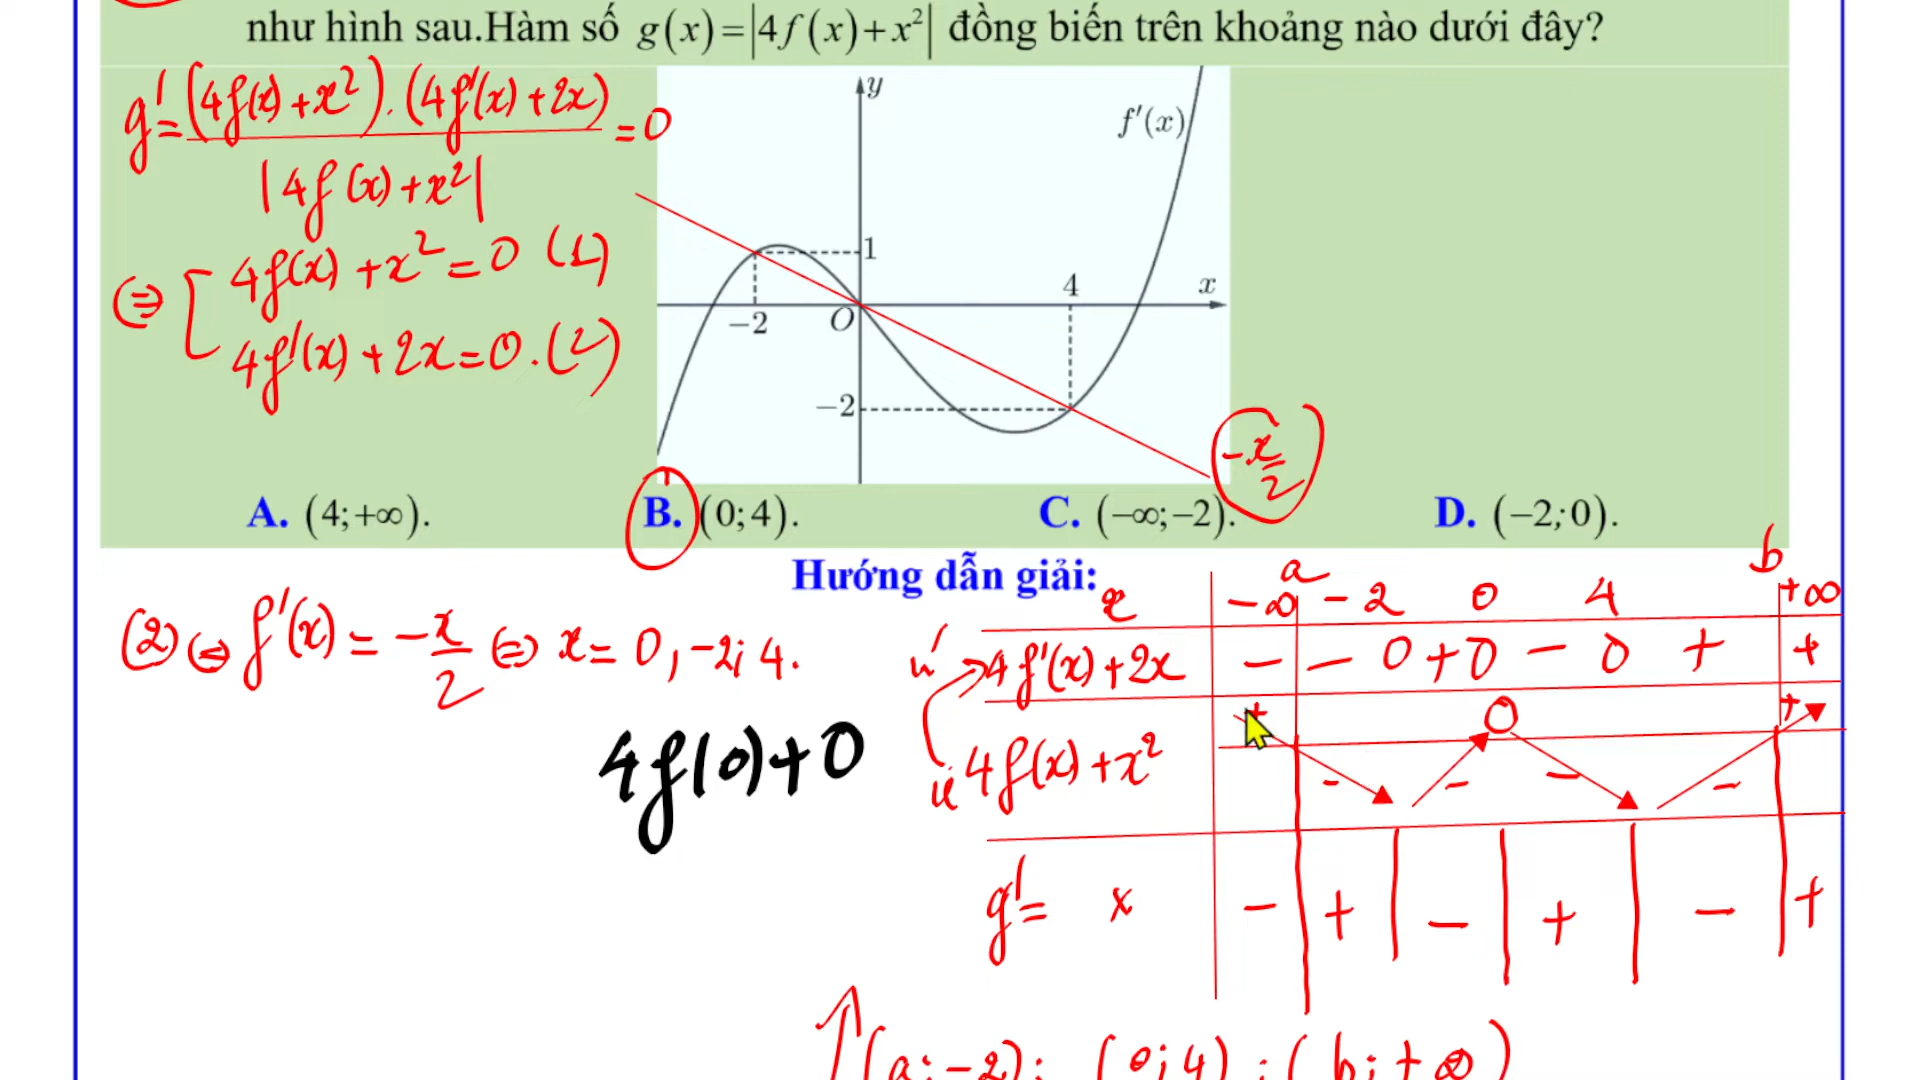 như hình sau.Hàm số g(x)=|4f(x)+x²| đồng biến trên khoảng nào dưới đây?
g' = (4f(x)+x²).(4f'(x)+2x) / |4f(x)+x²| = 0
⇔ [ 4f(x)+x²=0 (1)
4f'(x)+2x=0.(2)
y
f'(x)
1
4
x
−2
O
−2
-x/2
A. (4;+∞).
B. (0;4).
C. (−∞;−2).
D. (−2;0).
Hướng dẫn giải:
(2) ⇔ f'(x) = -x/2 ⇔ x = 0, -2; 4.
4f(0)+0
a b
x -∞ -2 0 4 +∞
u' 4f'(x)+2x - - 0 + 0 - 0 + +
+ 0 +
u 4f(x)+x² - - - -
g' = x - + - + - +
↑ (a;-2); (0;4); (b;+∞)